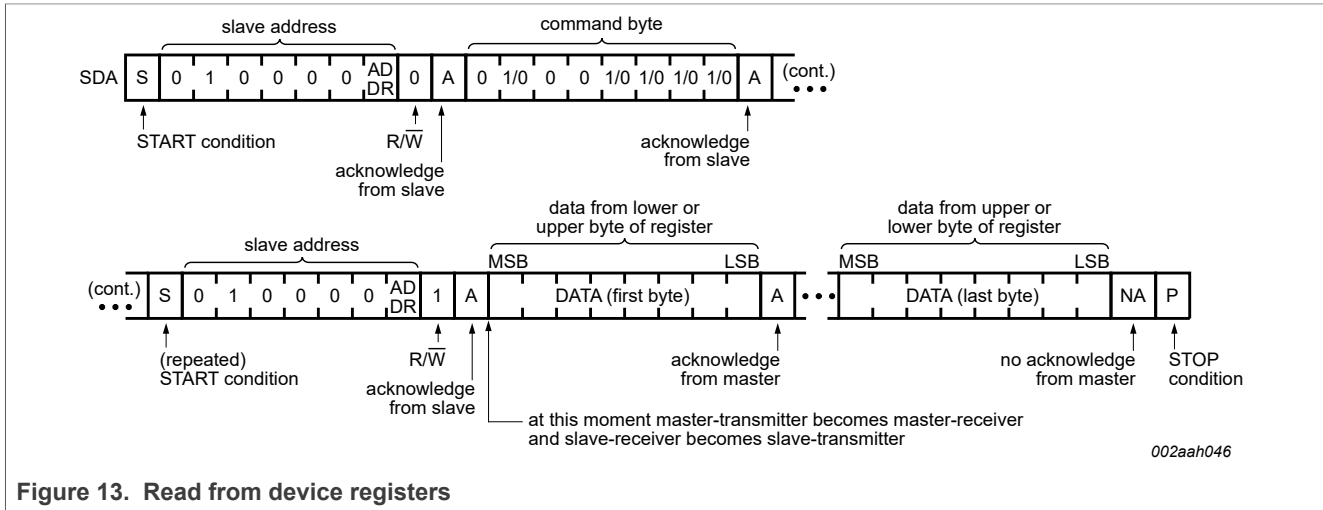 slave address
command byte
SDA S 0 1 0 0 0 0 AD DR 0 A 0 1/0 0 0 1/0 1/0 1/0 1/0 A (cont.)
START condition
R/W̅
acknowledge
from slave
acknowledge
from slave
data from lower or
upper byte of register
data from upper or
lower byte of register
slave address
MSB LSB MSB LSB
(cont.) S 0 1 0 0 0 0 AD DR 1 A DATA (first byte) A DATA (last byte) NA P
(repeated)
START condition
R/W̅
acknowledge
from slave
acknowledge
from master
no acknowledge
from master
STOP
condition
at this moment master-transmitter becomes master-receiver
and slave-receiver becomes slave-transmitter
002aah046
Figure 13. Read from device registers